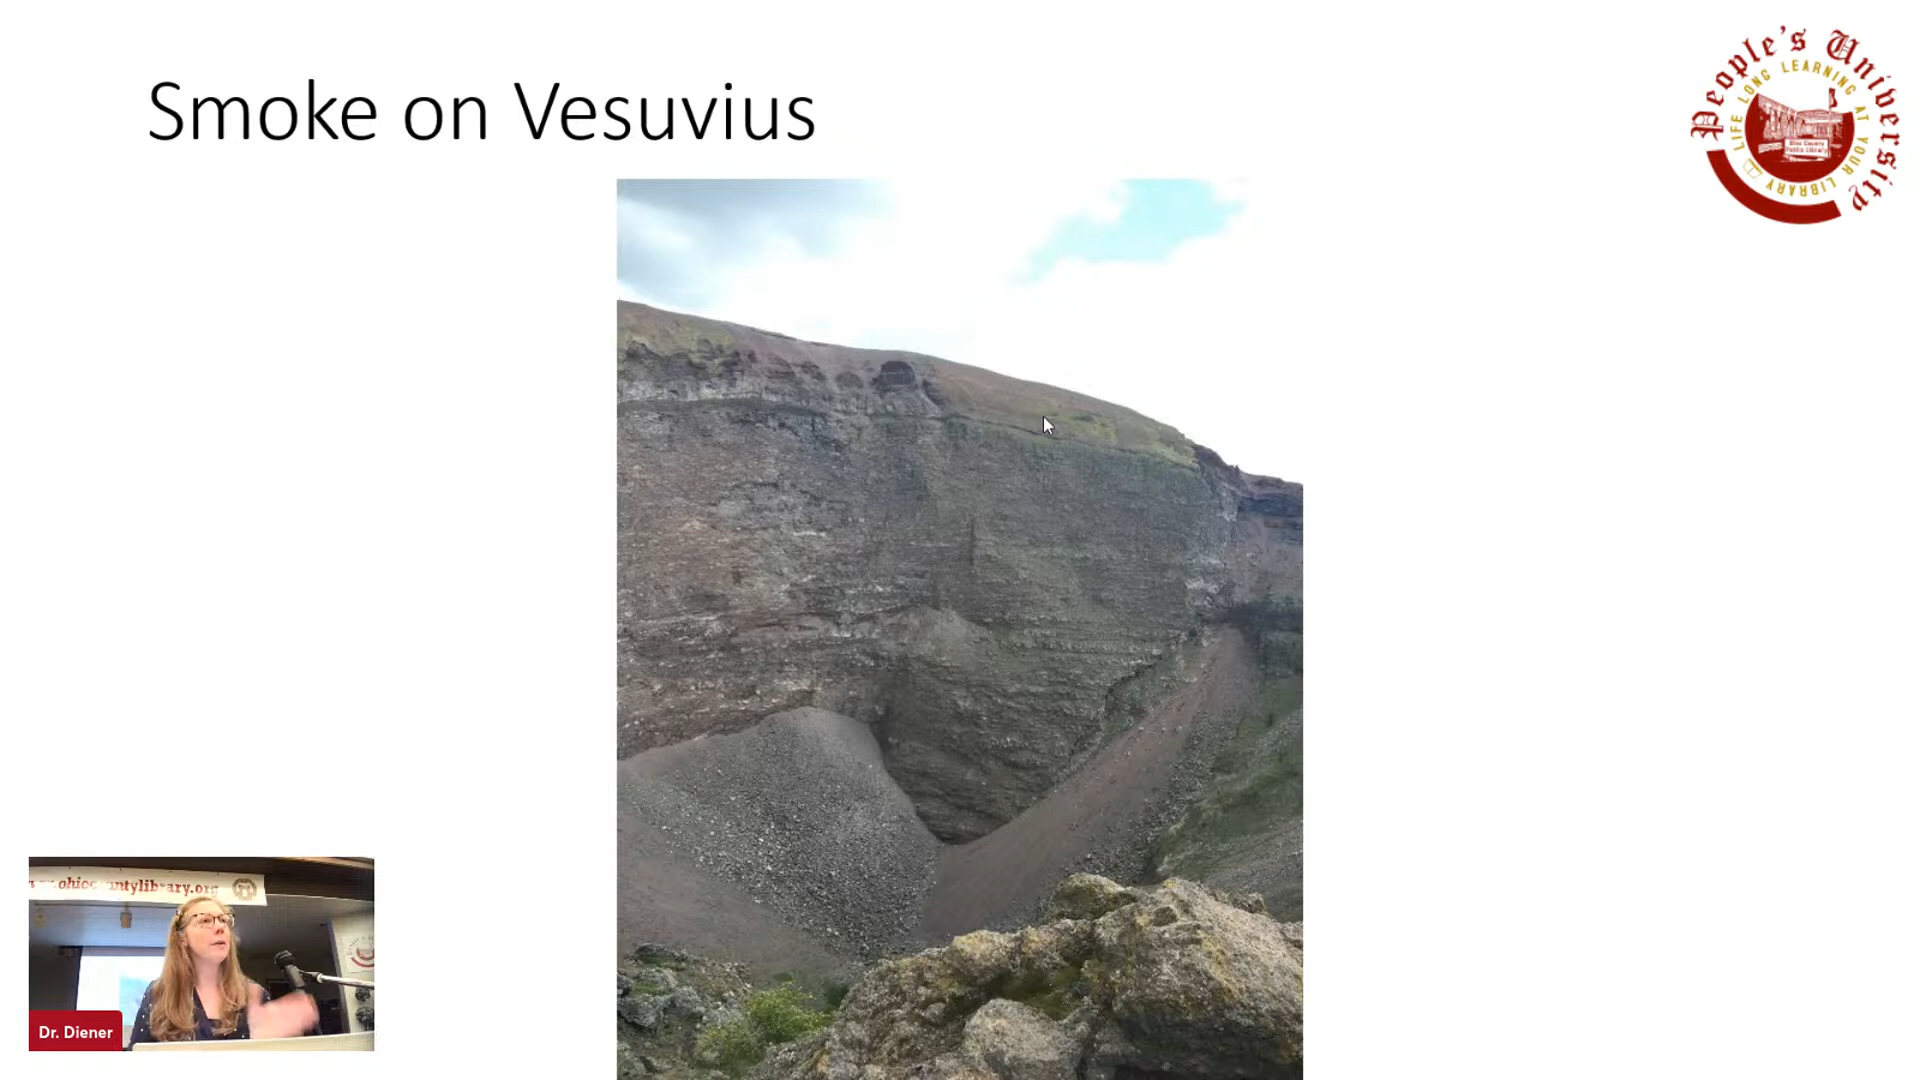 Smoke on Vesuvius
People's University
LIFE LONG LEARNING AT YOUR LIBRARY
Ohio County
Public Library
.ohiocountylibrary.org
Dr. Diener